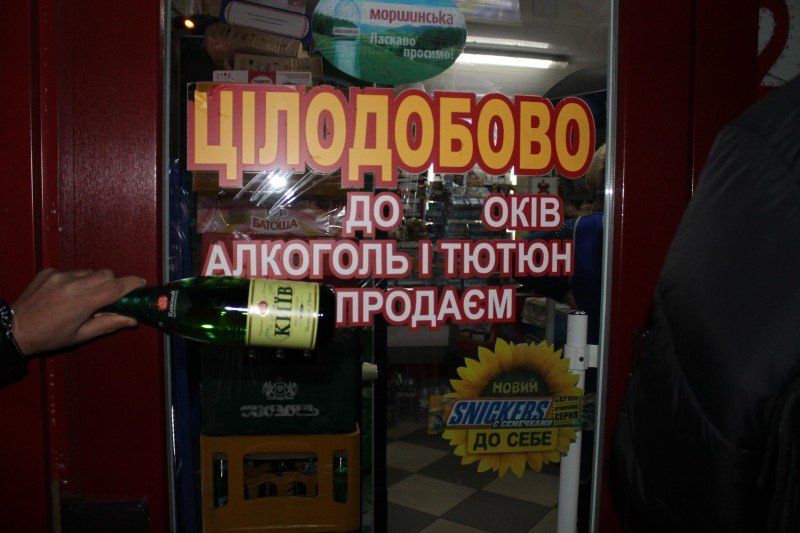 моршинська
Ласкаво
просимо!
ЦІЛОДОБОВО
ДО ОКІВ
БАТОША
АЛКОГОЛЬ І ТЮТЮН
ПРОДАЄМ
КИЇВ
НОВИЙ
SNICKERS
С СЕМЕЧКАМИ
ДО СЕБЕ